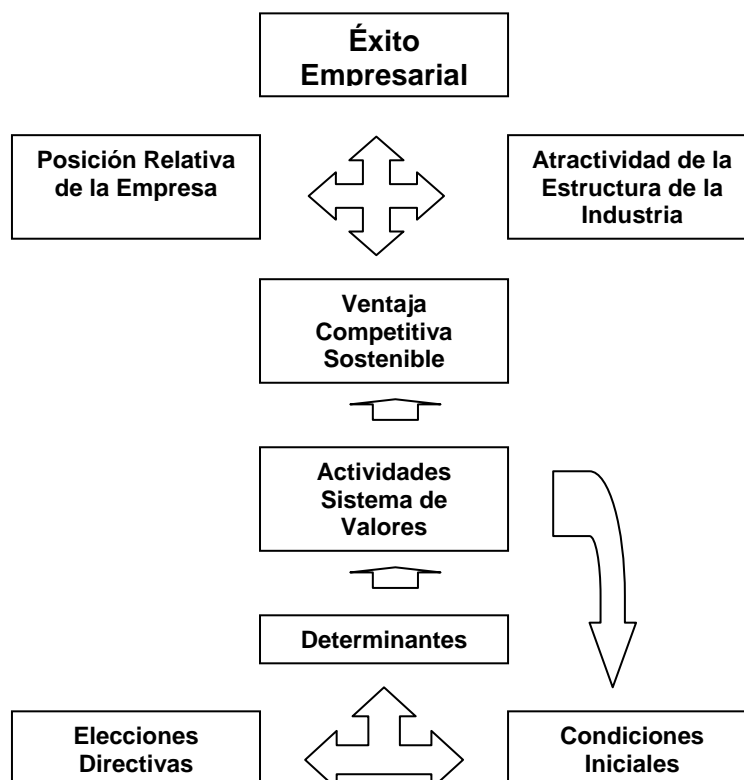 Éxito
Empresarial
Posición Relativa
de la Empresa
Atractividad de la
Estructura de la
Industria
Ventaja
Competitiva
Sostenible
Actividades
Sistema de
Valores
Determinantes
Elecciones
Directivas
Condiciones
Iniciales